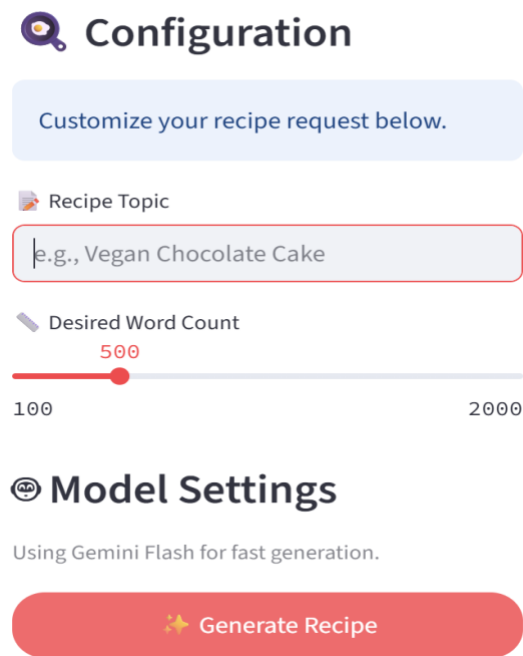 Configuration
Customize your recipe request below.
Recipe Topic
e.g., Vegan Chocolate Cake
Desired Word Count
500
100 2000
Model Settings
Using Gemini Flash for fast generation.
✨ Generate Recipe